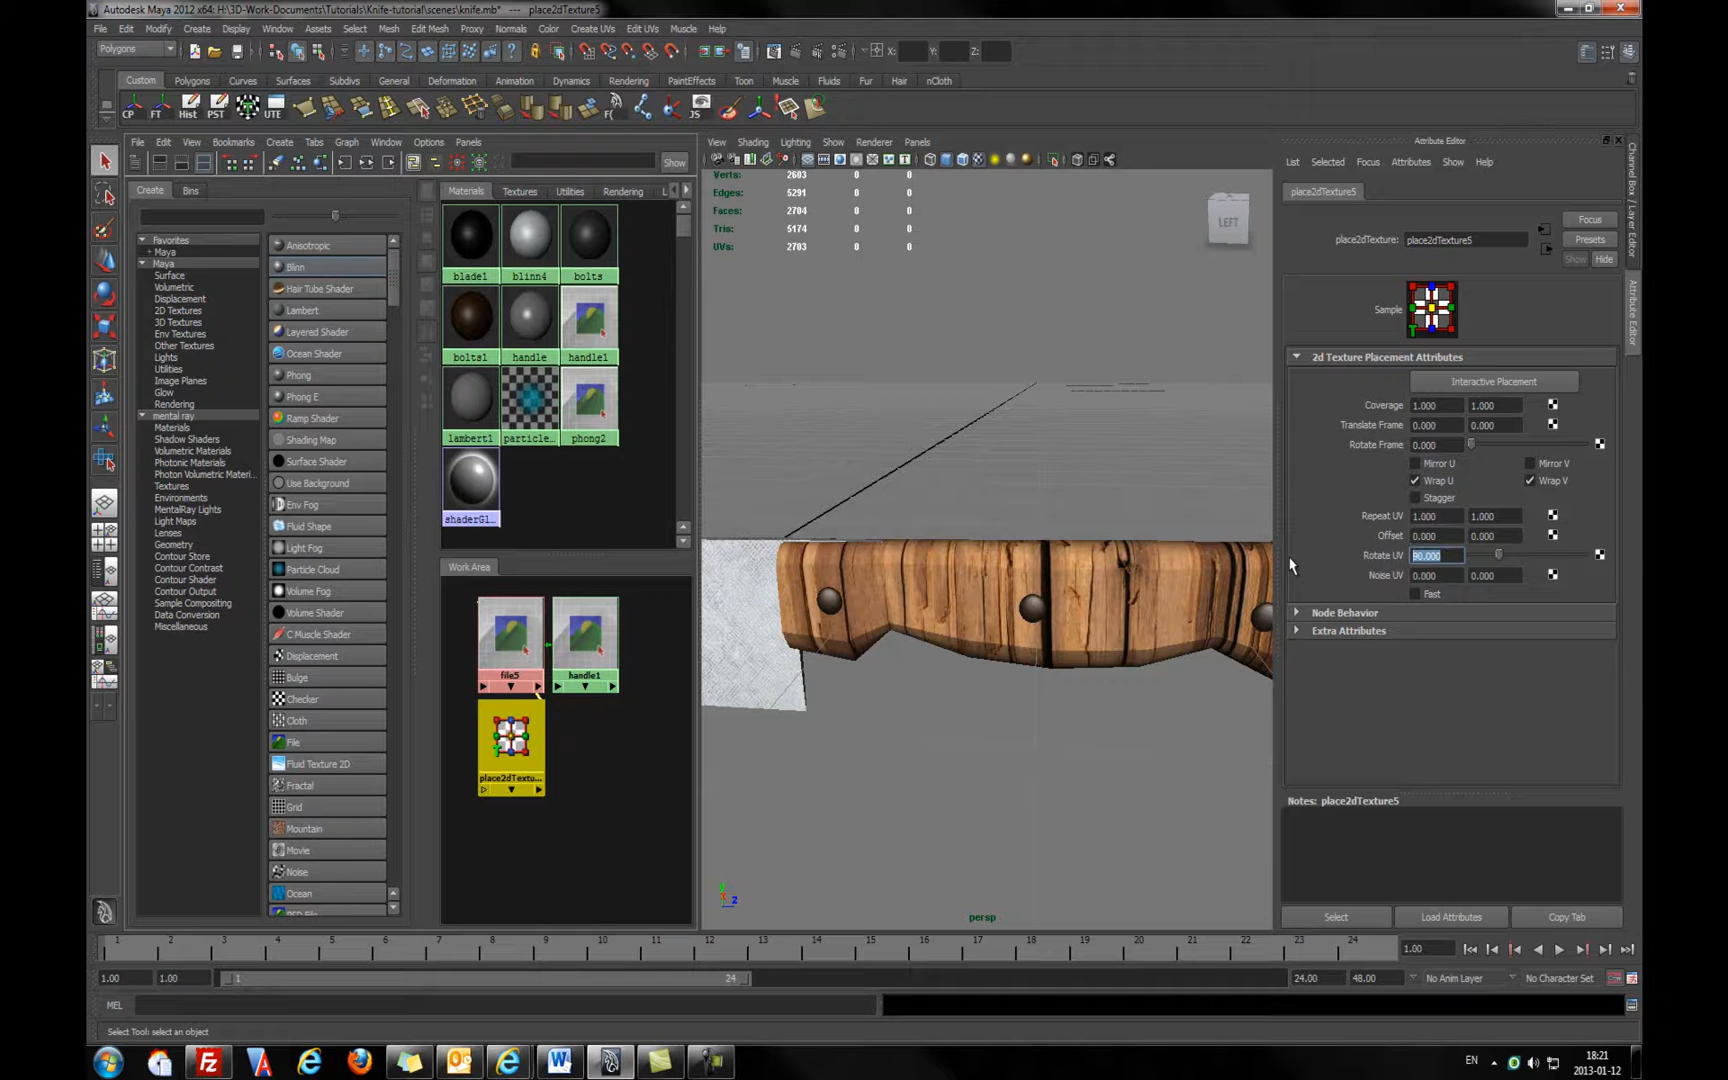 Autodesk Maya 2012 x64: H:\3D-Work-Documents\Tutorials\Knife-tutorial\scenes\knife.mb* --- place2dTexture5
File Edit Modify Create Display Window Assets Select Mesh Edit Mesh Proxy Normals Color Create UVs Edit UVs Muscle Help
Polygons X: Y: Z:
Custom Polygons Curves Surfaces Subdivs General Deformation Animation Dynamics Rendering PaintEffects Toon Muscle Fluids Fur Hair nCloth
CP FT Hist PST UTE F( JS
File Edit View Bookmarks Create Tabs Graph Window Options Panels
Show
Create Bins
Favorites
+ Maya
Maya
Surface
Volumetric
Displacement
2D Textures
3D Textures
Env Textures
Other Textures
Lights
Utilities
Image Planes
Glow
Rendering
mental ray
Materials
Shadow Shaders
Volumetric Materials
Photonic Materials
Photon Volumetric Materi...
Textures
Environments
MentalRay Lights
Light Maps
Lenses
Geometry
Contour Store
Contour Contrast
Contour Shader
Contour Output
Sample Compositing
Data Conversion
Miscellaneous
Anisotropic
Blinn
Hair Tube Shader
Lambert
Layered Shader
Ocean Shader
Phong
Phong E
Ramp Shader
Shading Map
Surface Shader
Use Background
Env Fog
Fluid Shape
Light Fog
Particle Cloud
Volume Fog
Volume Shader
C Muscle Shader
Displacement
Bulge
Checker
Cloth
File
Fluid Texture 2D
Fractal
Grid
Mountain
Movie
Noise
Ocean
PSD File
Materials Textures Utilities Rendering L
blade1 blinn4 bolts
bolts1 handle handle1
lambert1 particle... phong2
shaderGl...
Work Area
file5 handle1
place2dTextu...
View Shading Lighting Show Renderer Panels
Verts: 2603 0 0
Edges: 5291 0 0
Faces: 2704 0 0
Tris: 5174 0 0
UVs: 2703 0 0
LEFT
y z
persp
Attribute Editor
List Selected Focus Attributes Show Help
place2dTexture5
Focus
place2dTexture: place2dTexture5 Presets
Show Hide
Sample
2d Texture Placement Attributes
Interactive Placement
Coverage 1.000 1.000
Translate Frame 0.000 0.000
Rotate Frame 0.000
Mirror U Mirror V
Wrap U Wrap V
Stagger
Repeat UV 1.000 1.000
Offset 0.000 0.000
Rotate UV 90.000
Noise UV 0.000 0.000
Fast
Node Behavior
Extra Attributes
Notes: place2dTexture5
Select Load Attributes Copy Tab
Channel Box / Layer Editor
Attribute Editor
1 2 3 4 5 6 7 8 9 10 11 12 13 14 15 16 17 18 19 20 21 22 23 24 1.00
1.00 1.00 1 24 24.00 48.00 No Anim Layer No Character Set
MEL
Select Tool: select an object
EN 18:21
2013-01-12